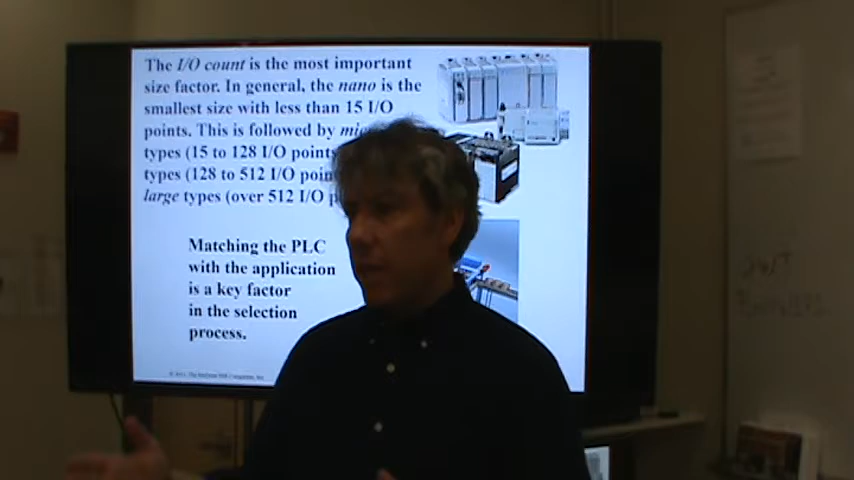 The I/O count is the most important
size factor. In general, the nano is the
smallest size with less than 15 I/O
points. This is followed by
types (15 to 128 I/O points
types (128 to 512 I/O
large types (over 512 I/O
Matching the PLC
with the application
is a key factor
in the selection
process.